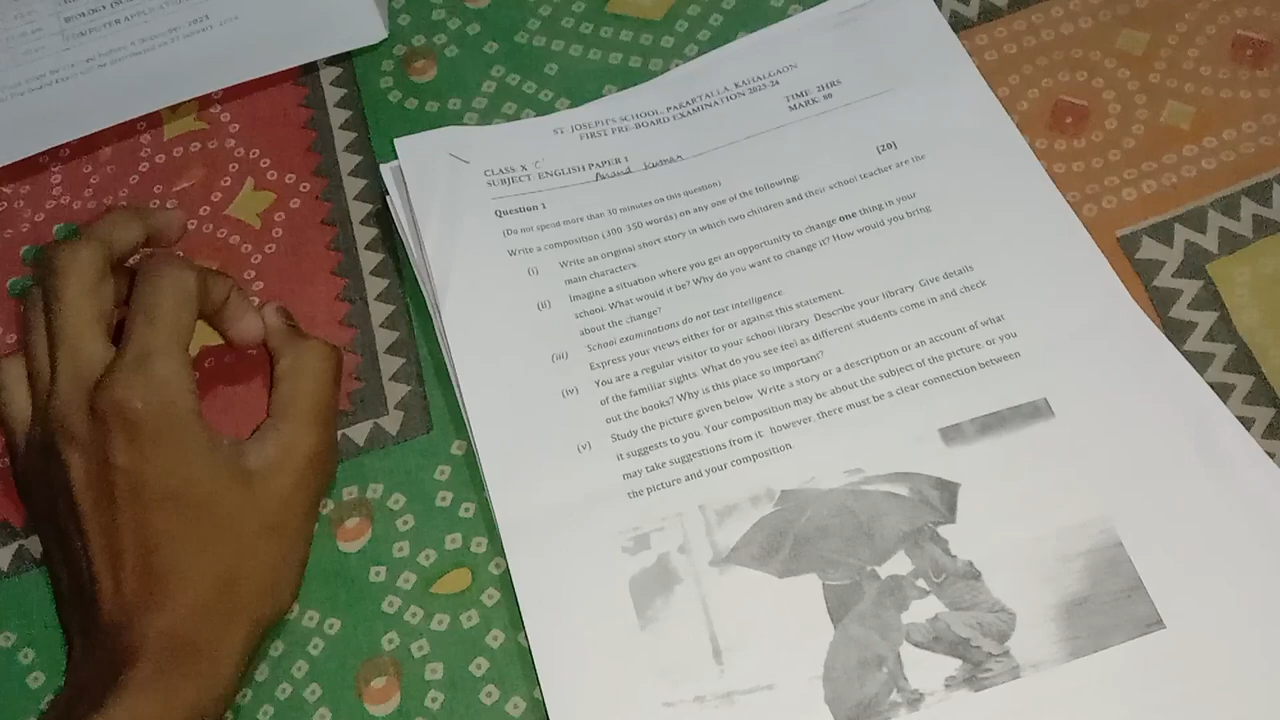 BIOLOGY
COMPUTER APPLICATION
2023
ST. JOSEPH'S SCHOOL, PAKARTALLA, KAHALGAON
FIRST PRE-BOARD EXAMINATION 2023-24
TIME: 2HRS
MARK: 80
CLASS: X 'C'
SUBJECT: ENGLISH PAPER 1
Anand Kumar
Question 1
[20]
(Do not spend more than 30 minutes on this question)
Write a composition (300-350 words) on any one of the following:
(i) Write an original short story in which two children and their school teacher are the
main characters.
(ii) Imagine a situation where you get an opportunity to change one thing in your
school. What would it be? Why do you want to change it? How would you bring
about the change?
(iii) School examinations do not test intelligence.
Express your views either for or against this statement.
(iv) You are a regular visitor to your school library. Describe your library. Give details
of the familiar sights. What do you see feel as different students come in and check
out the books? Why is this place so important?
(v) Study the picture given below. Write a story or a description or an account of what
it suggests to you. Your composition may be about the subject of the picture, or you
may take suggestions from it; however, there must be a clear connection between
the picture and your composition.